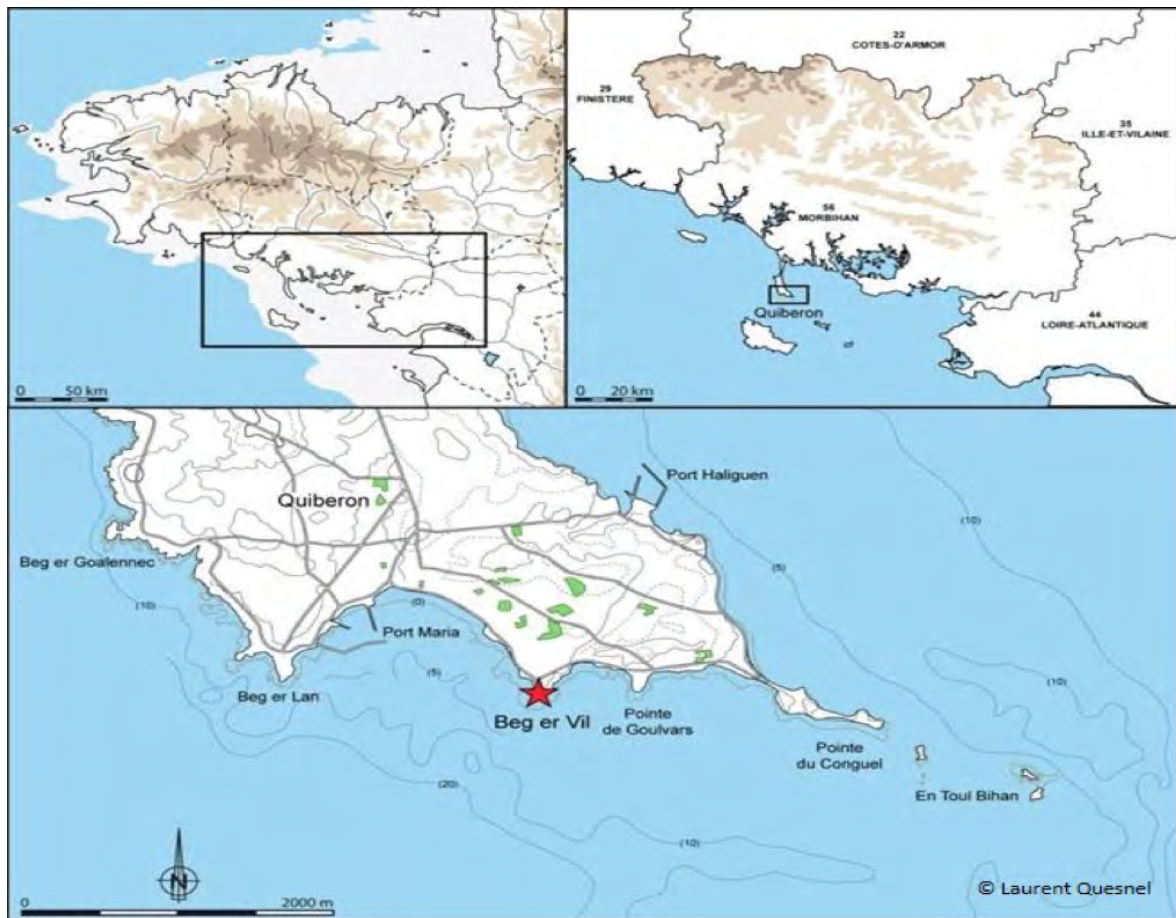 0 50 km
22
COTES-D'ARMOR
29
FINISTERE
35
ILLE-ET-VILAINE
56
MORBIHAN
Quiberon
44
LOIRE-ATLANTIQUE
0 20 km
Port Haliguen
Quiberon
(10)
Beg er Goalennec
(5)
(10)
(0)
Port Maria
(5)
(10)
Beg er Lan
Beg er Vil
Pointe
de Goulvars
Pointe
du Conguel
(20)
En Toul Bihan
(10)
N
0 2000 m
© Laurent Quesnel